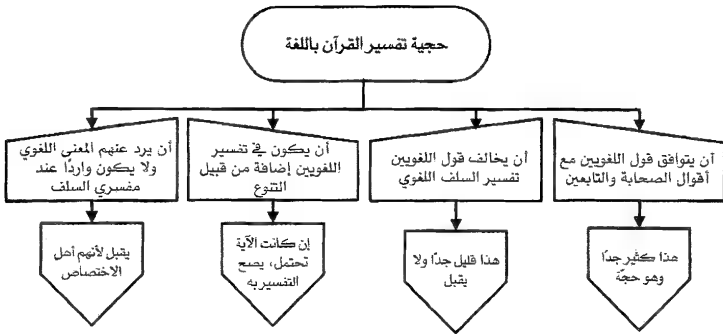 حجية تفسير القرآن باللغة
أن يتوافق قول اللغويين مع
أقوال الصحابة والتابعين
أن يخالف قول اللغويين
تفسير السلف اللغوي
أن يكون في تفسير
اللغويين إضافة من قبيل
التنوع
أن يرد عنهم المعنى اللغوي
ولا يكون واردًا عند
مفسري السلف
هذا كثير جدًا
وهو حجّة
هذا قليل جدًا ولا
يقبل
إن كانت الآية
تحتمل، يصح
التفسير به
يقبل لأنهم أهل
الاختصاص